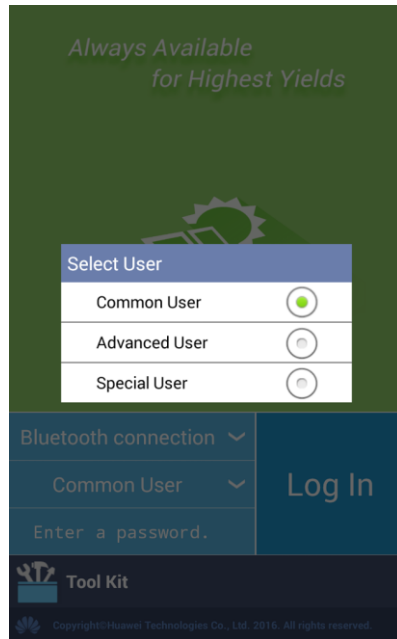 Always Available
for Highest Yields
Select User
Common User
Advanced User
Special User
Bluetooth connection
Common User
Enter a password.
Log In
Tool Kit
Copyright©Huawei Technologies Co., Ltd. 2016. All rights reserved.